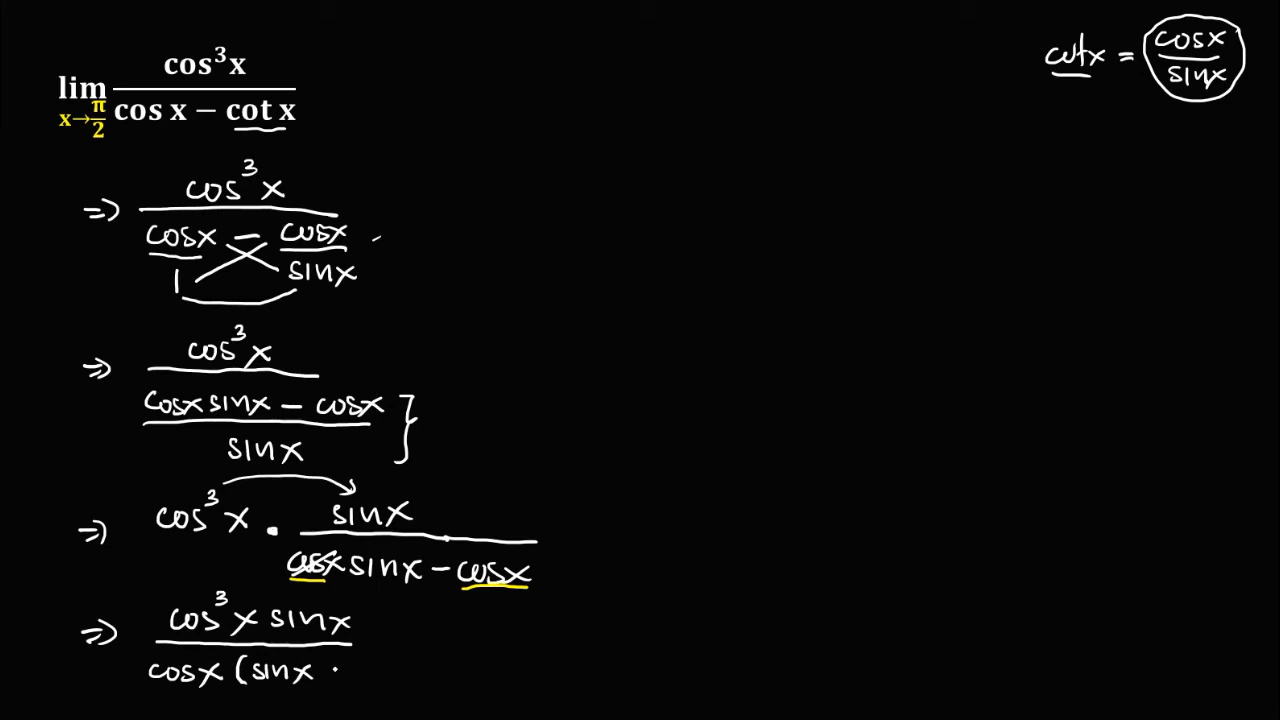 lim x→π/2 cos³x / (cos x − cot x)
cot x = cosx / sinx
⇒ cos³x / (cosx/1 − cosx/sinx)
⇒ cos³x / ((cosx sinx − cosx) / sinx)
⇒ cos³x · sinx / (cosx sinx − cosx)
⇒ cos³x sinx / cosx (sinx